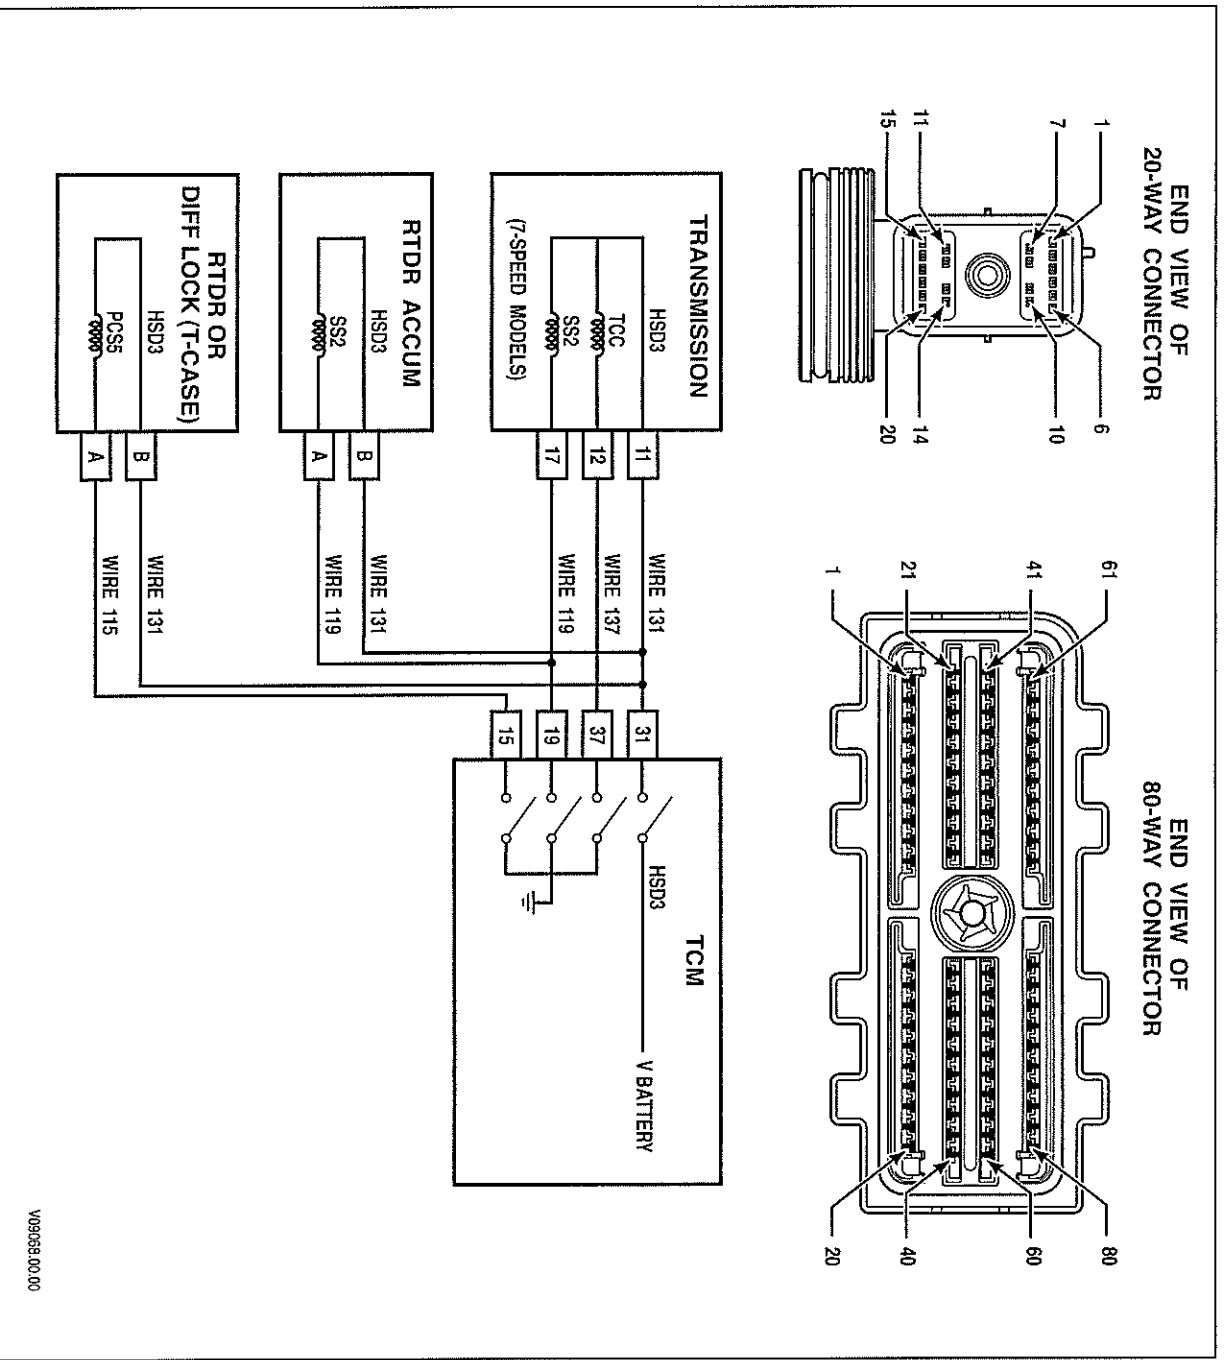 END VIEW OF
20-WAY CONNECTOR
1
7
11
15
6
10
14
20
END VIEW OF
80-WAY CONNECTOR
61
41
21
1
80
60
40
20
TRANSMISSION
HSD3
TCC
SS2
(7-SPEED MODELS)
11
12
17
WIRE 131
WIRE 137
WIRE 119
RTDR ACCUM
HSD3
SS2
B
A
WIRE 131
WIRE 119
RTDR OR
DIFF LOCK (T-CASE)
HSD3
PCS5
B
A
WIRE 131
WIRE 115
31
37
19
15
TCM
HSD3
V BATTERY
V09068.00.00